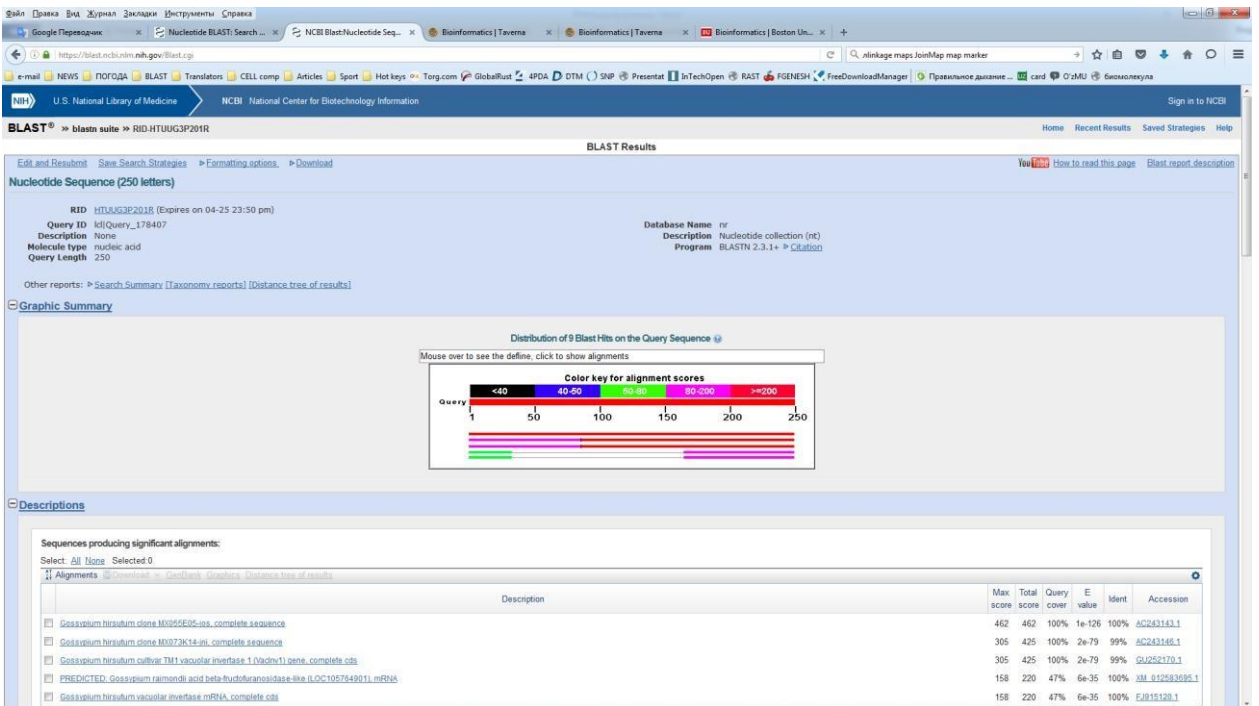 Файл Правка Вид Журнал Закладки Инструменты Справка
Google Переводчик × Nucleotide BLAST: Search ... × NCBI Blast:Nucleotide Seq... × Bioinformatics | Taverna × Bioinformatics | Taverna × Bioinformatics | Boston Un... × +
https://blast.ncbi.nlm.nih.gov/Blast.cgi linkage maps JoinMap map marker
e-mail NEWS ПОГОДА BLAST Translators CELL comp Articles Sport Hot keys Torg.com GlobalRust 4PDA DTM SNP Presentat InTechOpen RAST FGENESH FreeDownloadManager Правильное дыхание ... card O'zMU биомолекула
NIH U.S. National Library of Medicine NCBI National Center for Biotechnology Information Sign in to NCBI
BLAST® » blastn suite » RID-HTUUG3P201R Home Recent Results Saved Strategies Help
BLAST Results
Edit and Resubmit Save Search Strategies Formatting options Download YouTube How to read this page Blast report description
Nucleotide Sequence (250 letters)
RID HTUUG3P201R (Expires on 04-25 23:50 pm)
Query ID lcl|Query_178407 Database Name nr
Description None Description Nucleotide collection (nt)
Molecule type nucleic acid Program BLASTN 2.3.1+ Citation
Query Length 250
Other reports: Search Summary [Taxonomy reports] [Distance tree of results]
Graphic Summary
Distribution of 9 Blast Hits on the Query Sequence
Mouse over to see the defline, click to show alignments
Color key for alignment scores
<40 40-50 50-80 80-200 >=200
Query
1 50 100 150 200 250
Descriptions
Sequences producing significant alignments:
Select: All None Selected:0
Alignments Download GenBank Graphics Distance tree of results
Description Max score Total score Query cover E value Ident Accession
Gossypium hirsutum clone MX055E05-jos, complete sequence 462 462 100% 1e-126 100% AC243143.1
Gossypium hirsutum clone MX073K14-jni, complete sequence 305 425 100% 2e-79 99% AC243146.1
Gossypium hirsutum cultivar TM1 vacuolar invertase 1 (VacInv1) gene, complete cds 305 425 100% 2e-79 99% GU252170.1
PREDICTED: Gossypium raimondii acid beta-fructofuranosidase-like (LOC105764901), mRNA 158 220 47% 6e-35 100% XM_012583695.1
Gossypium hirsutum vacuolar invertase mRNA, complete cds 158 220 47% 6e-35 100% FJ915120.1